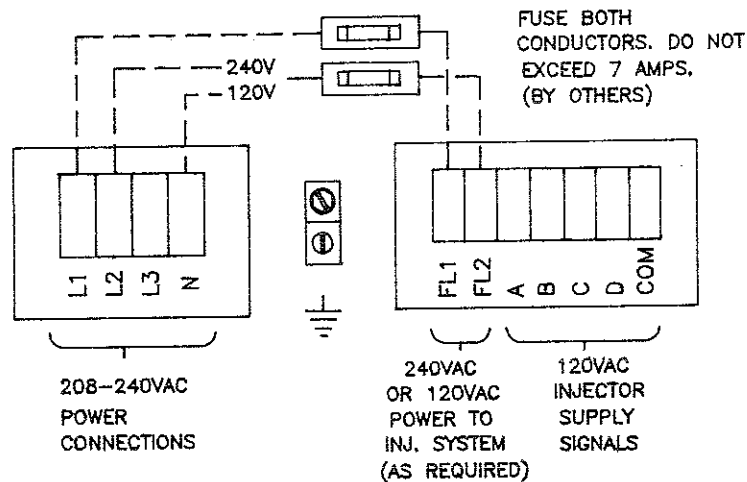 FUSE BOTH
CONDUCTORS. DO NOT
EXCEED 7 AMPS.
(BY OTHERS)
240V
120V
L1
L2
L3
N
FL1
FL2
A
B
C
D
COM
208-240VAC
POWER
CONNECTIONS
240VAC
OR 120VAC
POWER TO
INJ. SYSTEM
(AS REQUIRED)
120VAC
INJECTOR
SUPPLY
SIGNALS